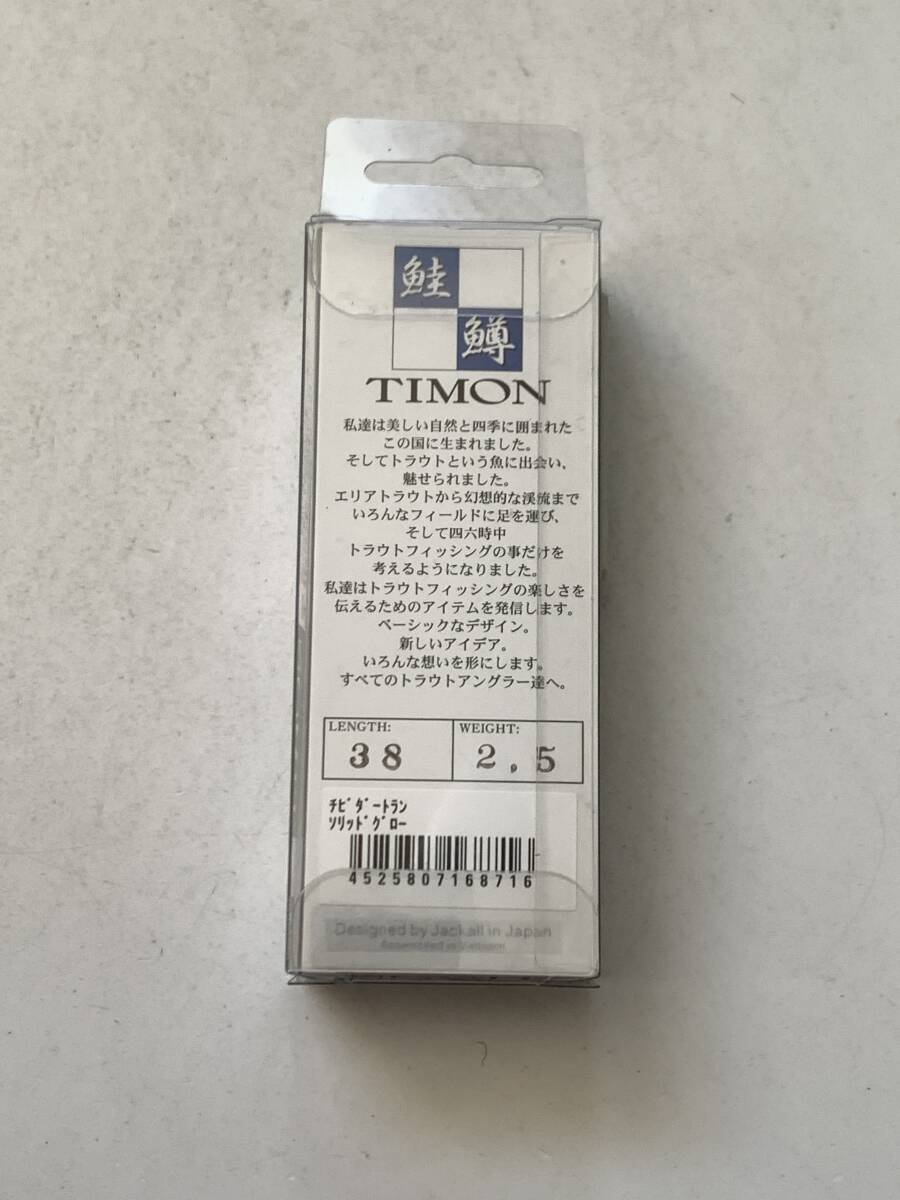 鮭
鱒
TIMON
私達は美しい自然と四季に囲まれた
この国に生まれました。
そしてトラウトという魚に出会い、
魅せられました。
エリアトラウトから幻想的な渓流まで
いろんなフィールドに足を運び、
そして四六時中
トラウトフィッシングの事だけを
考えるようになりました。
私達はトラウトフィッシングの楽しさを
伝えるためのアイテムを発信します。
ベーシックなデザイン。
新しいアイデア。
いろんな想いを形にします。
すべてのトラウトアングラー達へ。
LENGTH: WEIGHT:
38 2.5
ﾁﾋﾞﾀﾞｰﾄﾗﾝ
ｿﾘｯﾄﾞｸﾞﾛｰ
4525807168716
Designed by Jackall in Japan
Assembled in Vietnam